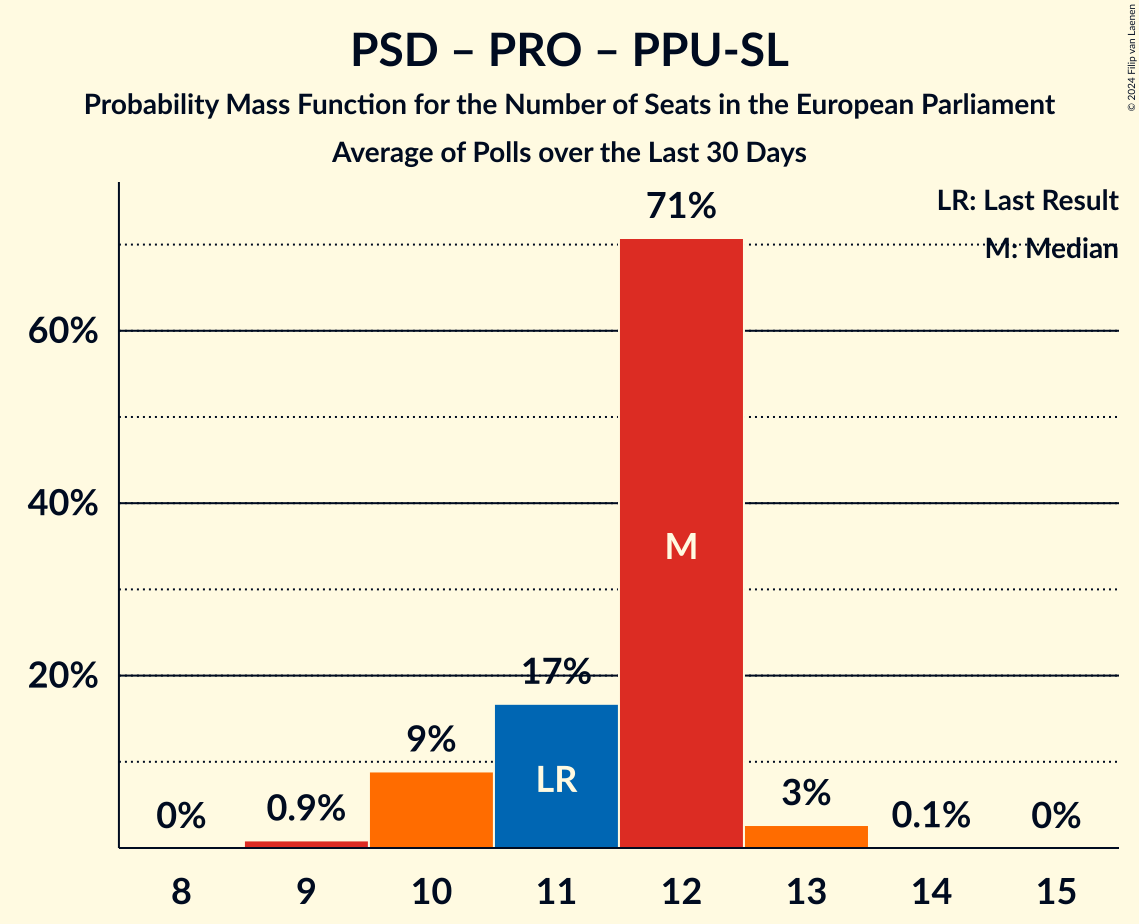 PSD – PRO – PPU-SL
Probability Mass Function for the Number of Seats in the European Parliament
Average of Polls over the Last 30 Days
© 2024 Filip van Laenen
LR: Last Result
M: Median
60%
40%
20%
0%
0.9%
9%
17%
71%
3%
0.1%
0%
LR
M
8 9 10 11 12 13 14 15